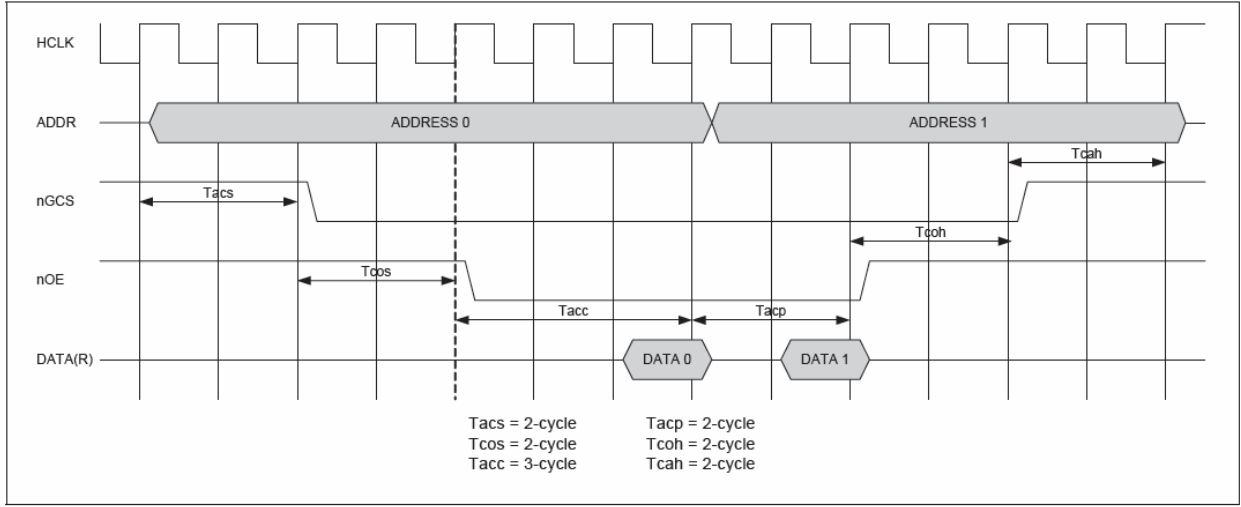 HCLK
ADDR
ADDRESS 0
ADDRESS 1
Tcah
nGCS
Tacs
Tcoh
nOE
Tcos
Tacc
Tacp
DATA(R)
DATA 0
DATA 1
Tacs = 2-cycle
Tacp = 2-cycle
Tcos = 2-cycle
Tcoh = 2-cycle
Tacc = 3-cycle
Tcah = 2-cycle